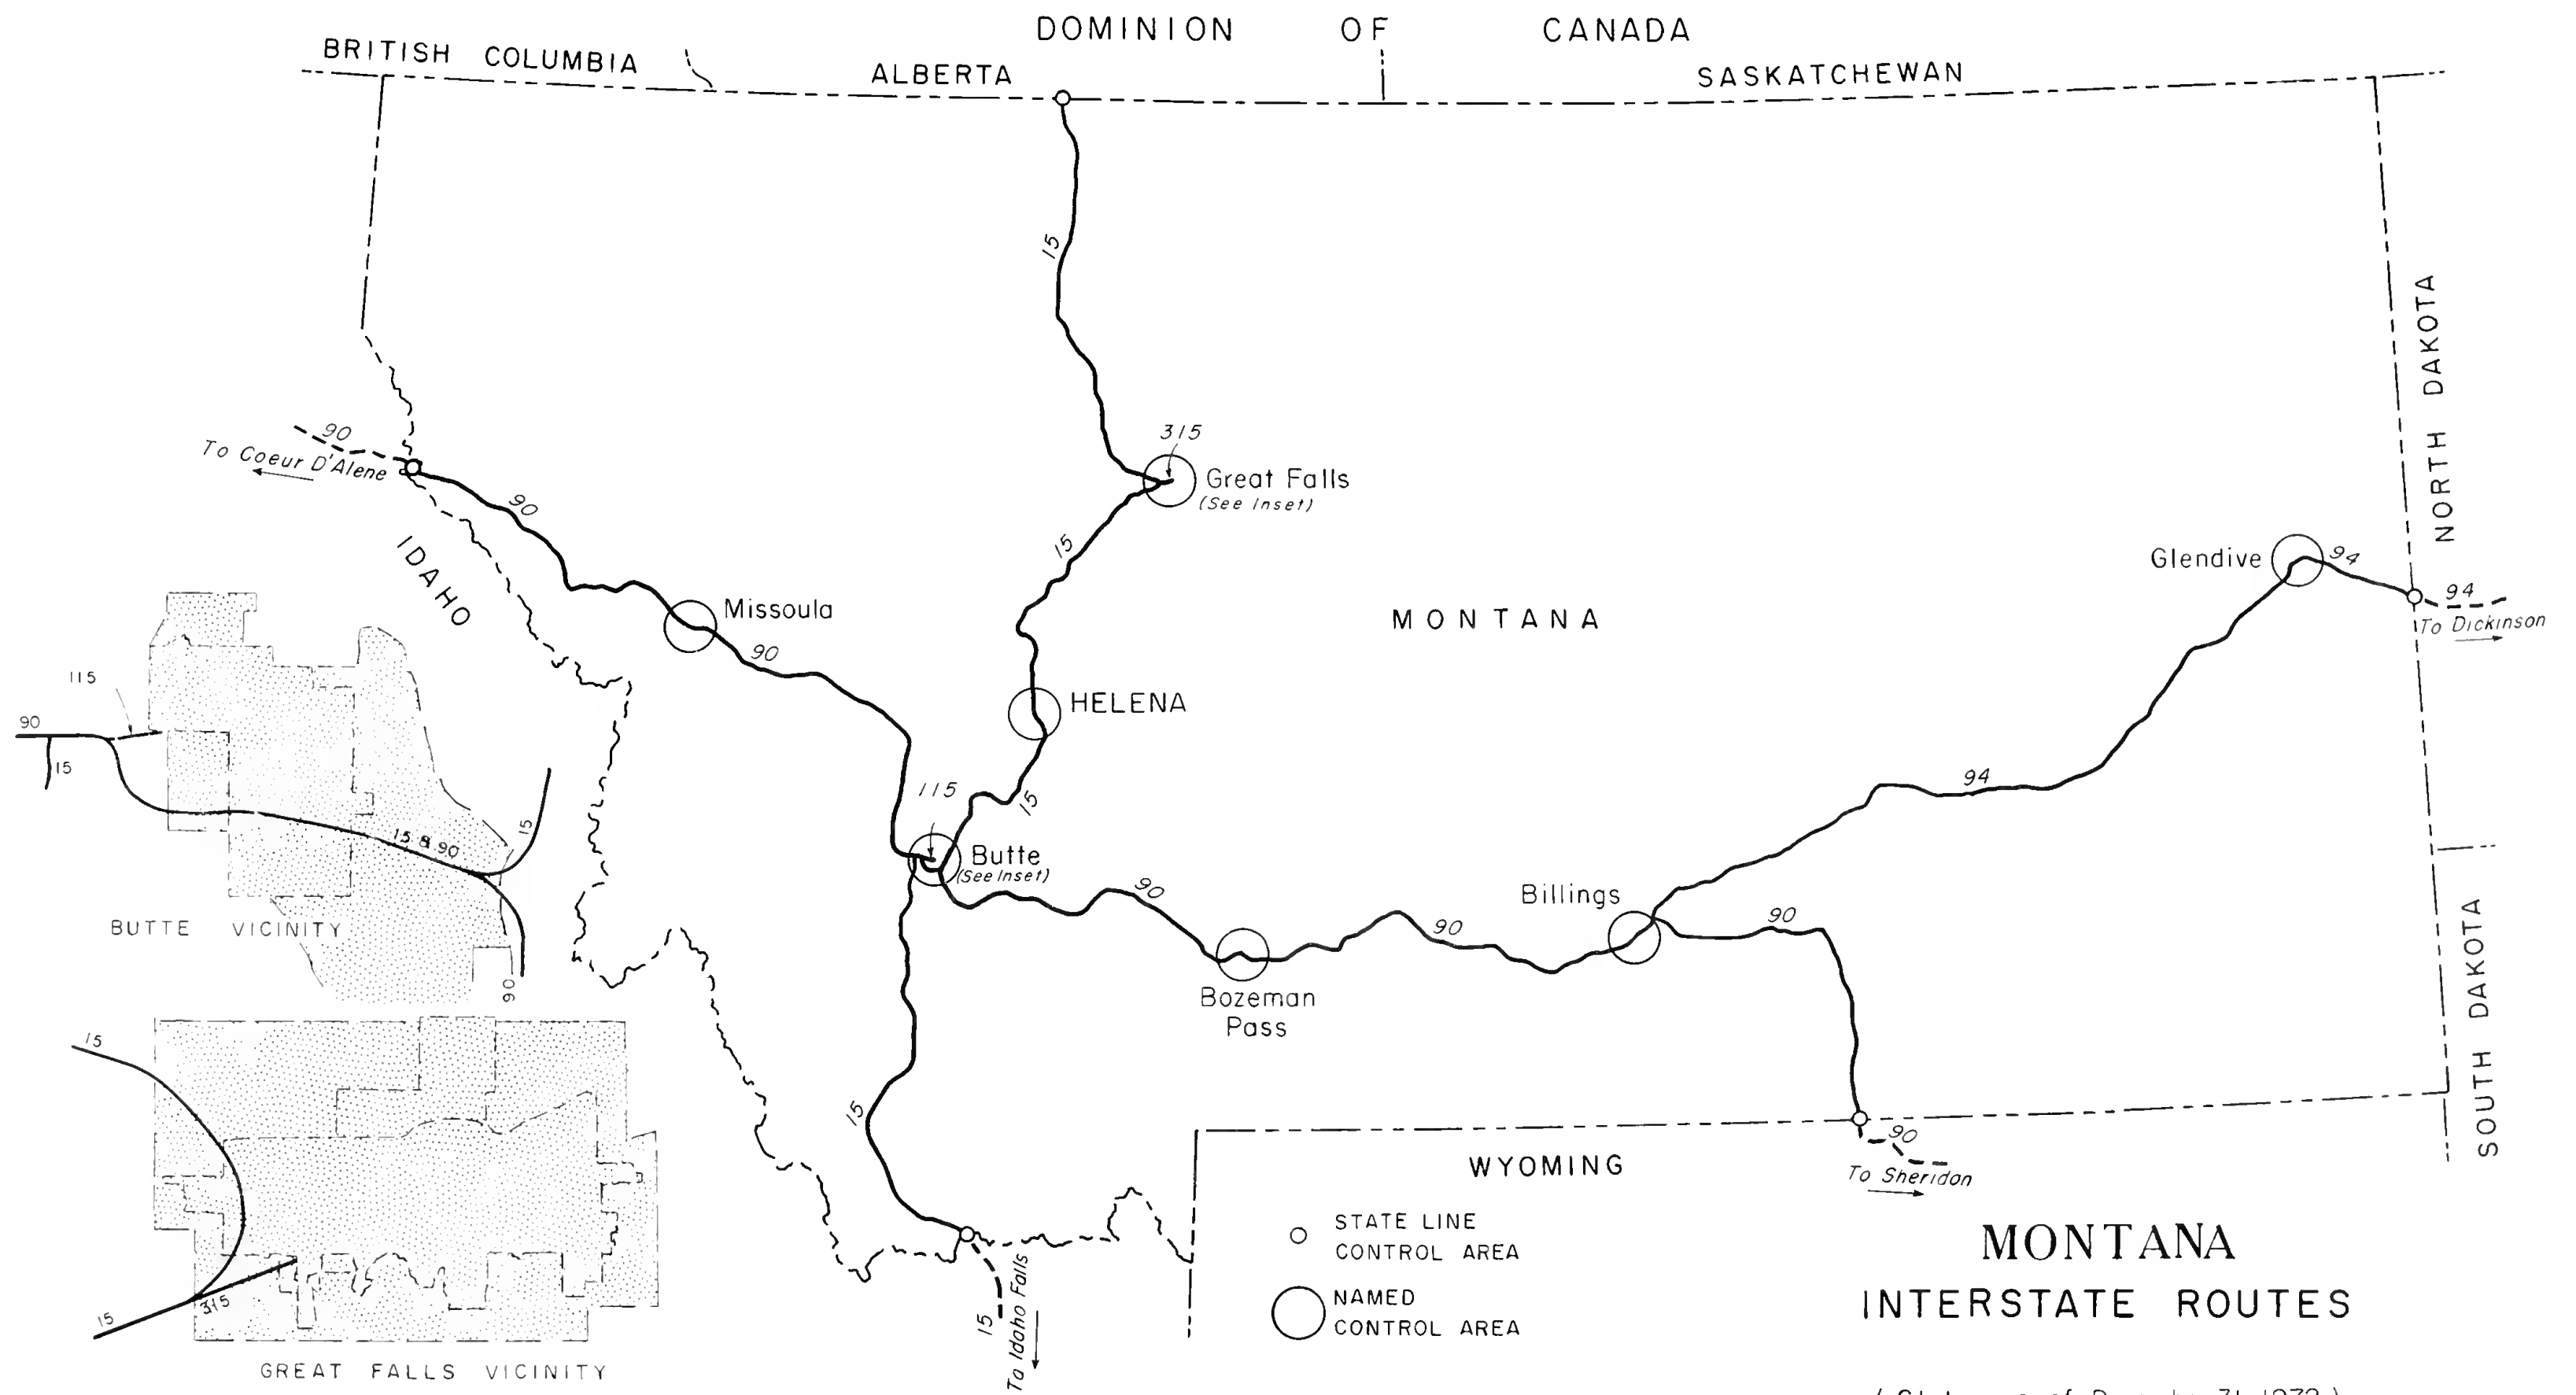 DOMINION OF CANADA
BRITISH COLUMBIA
ALBERTA
SASKATCHEWAN
15
NORTH DAKOTA
90
To Coeur D'Alene
90
315
Great Falls
(See Inset)
15
IDAHO
Glendive
94
94
To Dickinson
Missoula
90
MONTANA
HELENA
115
90
15
115
15
94
Butte
(See Inset)
15 & 90
15
90
BUTTE VICINITY
90
Billings
90
90
Bozeman
Pass
SOUTH DAKOTA
15
15
90
To Sheridan
WYOMING
STATE LINE
CONTROL AREA
NAMED
CONTROL AREA
15
To Idaho Falls
MONTANA
INTERSTATE ROUTES
315
15
GREAT FALLS VICINITY